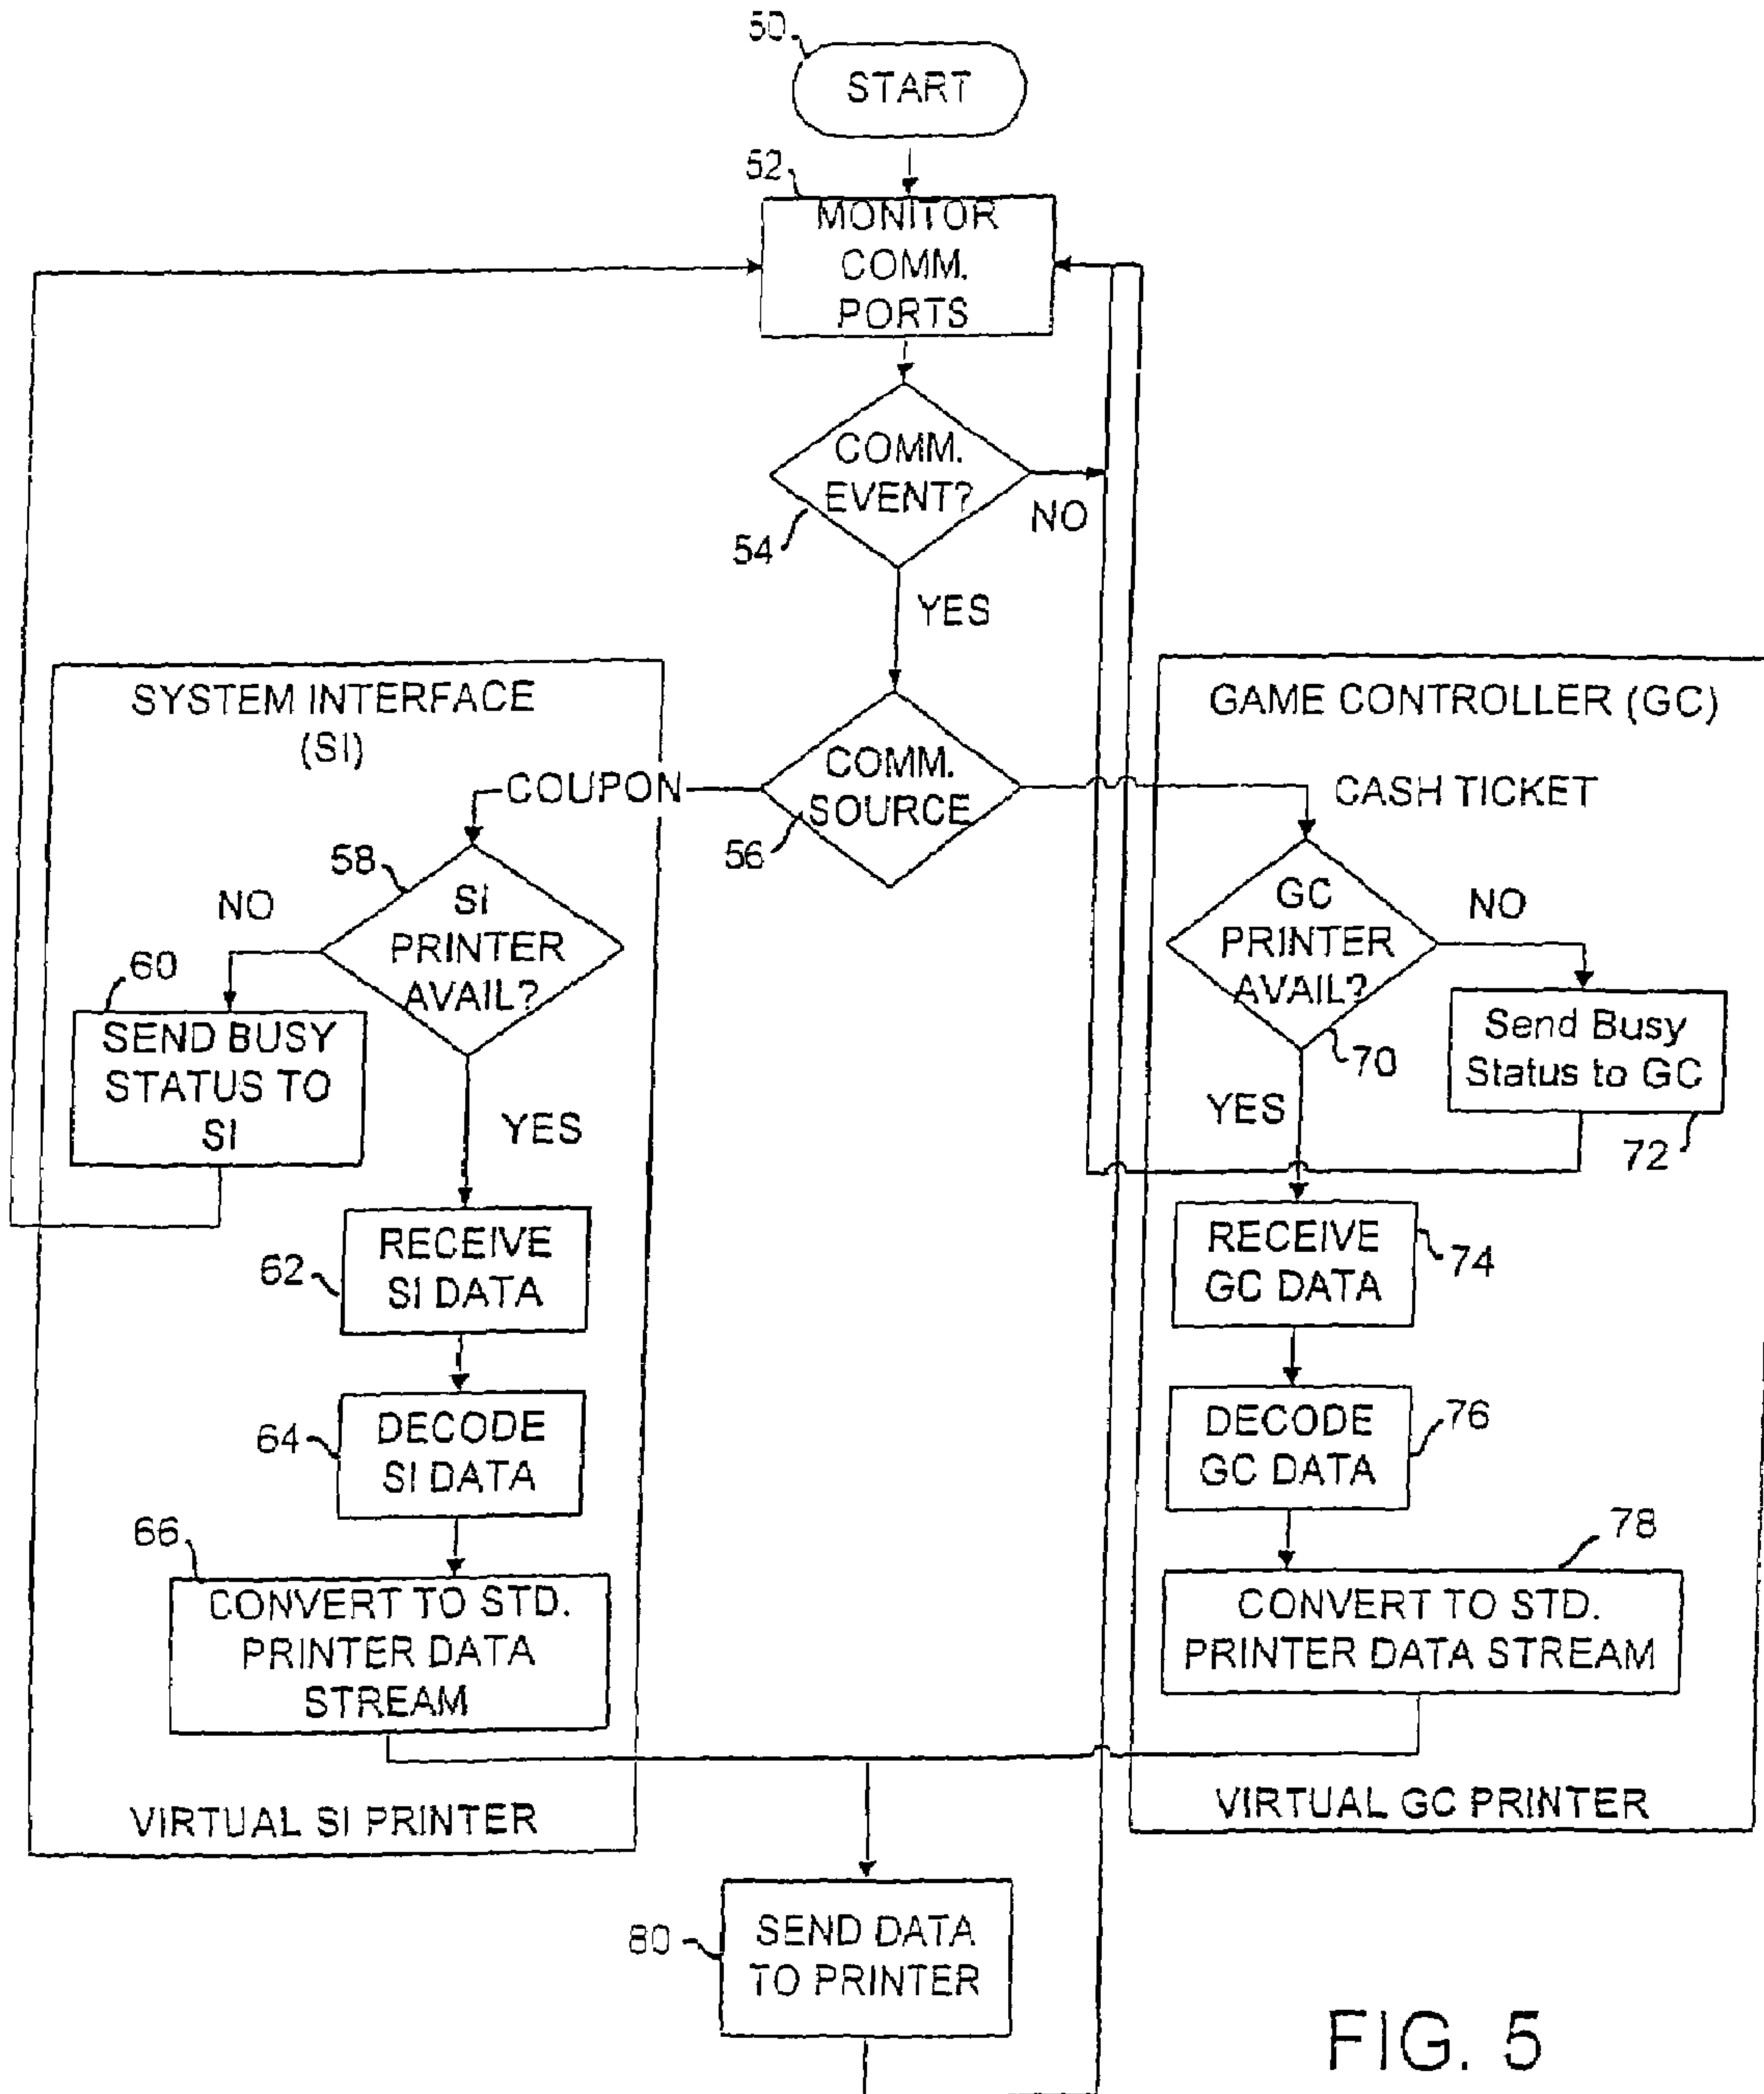 50
START
52
MONITOR
COMM.
PORTS
COMM.
EVENT?
NO
54
YES
SYSTEM INTERFACE
(SI)
GAME CONTROLLER (GC)
COUPON
COMM.
SOURCE
56
CASH TICKET
58
NO
SI
PRINTER
AVAIL?
60
SEND BUSY
STATUS TO
SI
YES
GC
PRINTER
AVAIL?
NO
70
Send Busy
Status to GC
72
YES
RECEIVE
SI DATA
62
RECEIVE
GC DATA
74
DECODE
SI DATA
64
DECODE
GC DATA
76
66
CONVERT TO STD.
PRINTER DATA
STREAM
78
CONVERT TO STD.
PRINTER DATA STREAM
VIRTUAL SI PRINTER
VIRTUAL GC PRINTER
80
SEND DATA
TO PRINTER
FIG. 5